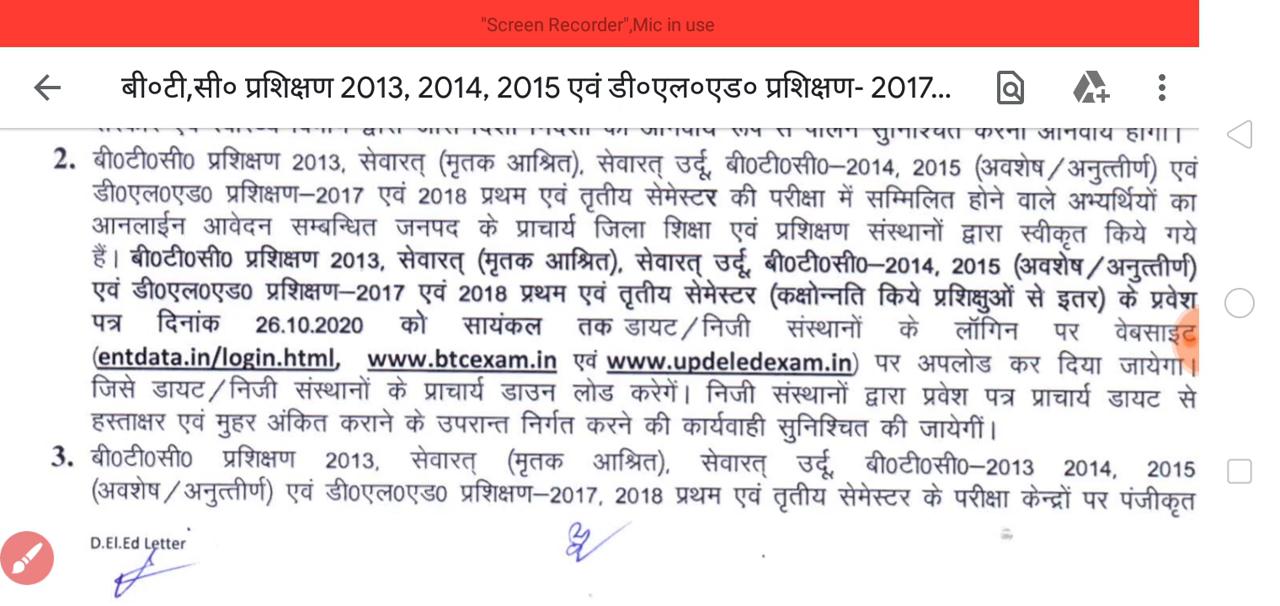 "Screen Recorder",Mic in use
बी०टी,सी० प्रशिक्षण 2013, 2014, 2015 एवं डी०एल०एड० प्रशिक्षण- 2017...
2. बी0टी0सी0 प्रशिक्षण 2013, सेवारत् (मृतक आश्रित), सेवारत् उर्दू, बी0टी0सी0–2014, 2015 (अवशेष/अनुत्तीर्ण) एवं
डी0एल0एड0 प्रशिक्षण–2017 एवं 2018 प्रथम एवं तृतीय सेमेस्टर की परीक्षा में सम्मिलित होने वाले अभ्यर्थियों का
आनलाईन आवेदन सम्बन्धित जनपद के प्राचार्य जिला शिक्षा एवं प्रशिक्षण संस्थानों द्वारा स्वीकृत किये गये
हैं। बी0टी0सी0 प्रशिक्षण 2013, सेवारत् (मृतक आश्रित), सेवारत् उर्दू, बी0टी0सी0–2014, 2015 (अवशेष/अनुत्तीर्ण)
एवं डी0एल0एड0 प्रशिक्षण–2017 एवं 2018 प्रथम एवं तृतीय सेमेस्टर (कक्षोन्नति किये प्रशिक्षुओं से इतर) के प्रवेश
पत्र दिनांक 26.10.2020 को सायंकल तक डायट/निजी संस्थानों के लॉगिन पर वेबसाइट
(entdata.in/login.html, www.btcexam.in एवं www.updeledexam.in) पर अपलोड कर दिया जायेगा।
जिसे डायट/निजी संस्थानों के प्राचार्य डाउन लोड करेगें। निजी संस्थानों द्वारा प्रवेश पत्र प्राचार्य डायट से
हस्ताक्षर एवं मुहर अंकित कराने के उपरान्त निर्गत करने की कार्यवाही सुनिश्चित की जायेगीं।
3. बी0टी0सी0 प्रशिक्षण 2013, सेवारत् (मृतक आश्रित), सेवारत् उर्दू, बी0टी0सी0–2013 2014, 2015
(अवशेष/अनुत्तीर्ण) एवं डी0एल0एड0 प्रशिक्षण–2017, 2018 प्रथम एवं तृतीय सेमेस्टर के परीक्षा केन्द्रों पर पंजीकृत
D.El.Ed Letter